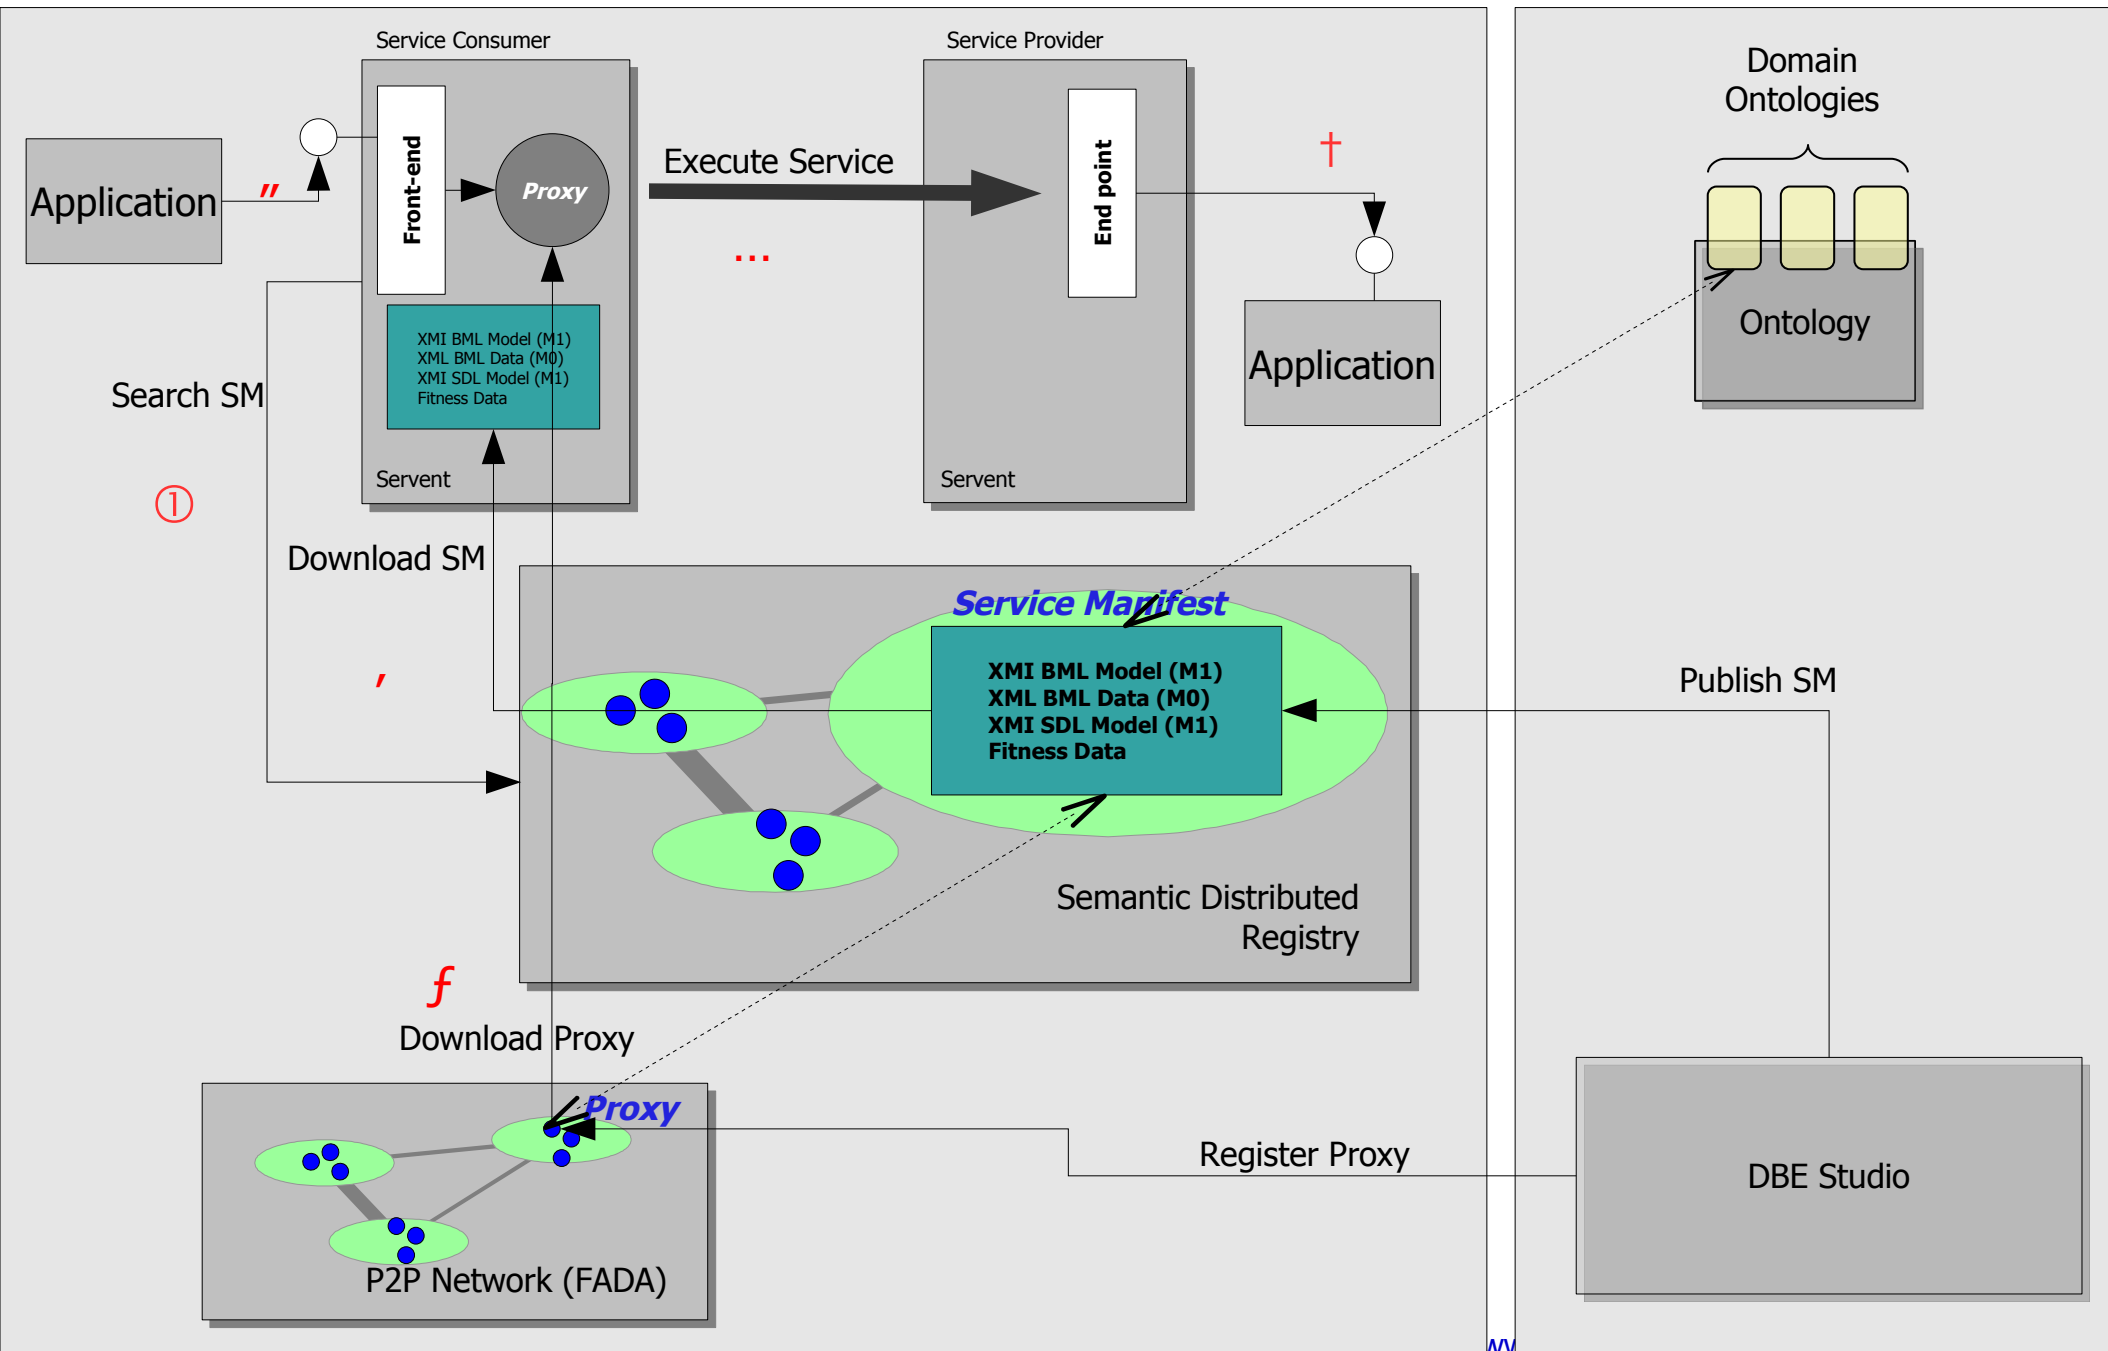 Service Consumer
Service Provider
Domain
Ontologies
Application
„
Front-end
Proxy
Execute Service
…
End point
†
Application
Ontology
XMI BML Model (M1)
XML BML Data (M0)
XMI SDL Model (M1)
Fitness Data
Servent
Servent
Search SM
①
Download SM
‚
Service Manifest
XMI BML Model (M1)
XML BML Data (M0)
XMI SDL Model (M1)
Fitness Data
Publish SM
Semantic Distributed
Registry
ƒ
Download Proxy
Proxy
Register Proxy
DBE Studio
P2P Network (FADA)